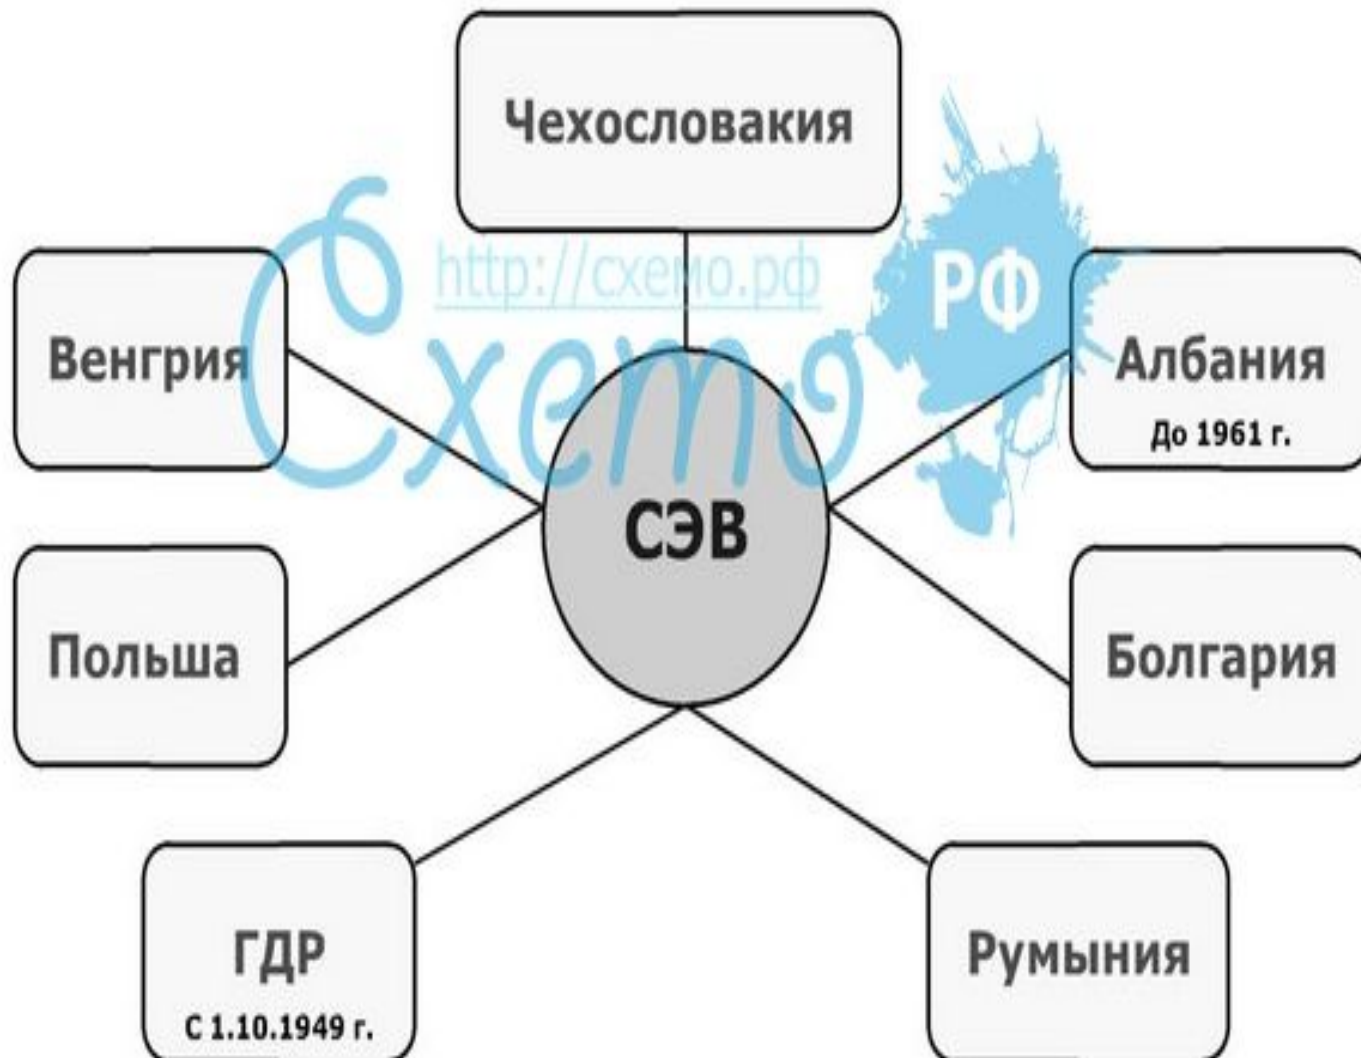 Чехословакия
http://схемо.рф
Схемо
РФ
Венгрия
Албания
До 1961 г.
СЭВ
Польша
Болгария
ГДР
С 1.10.1949 г.
Румыния